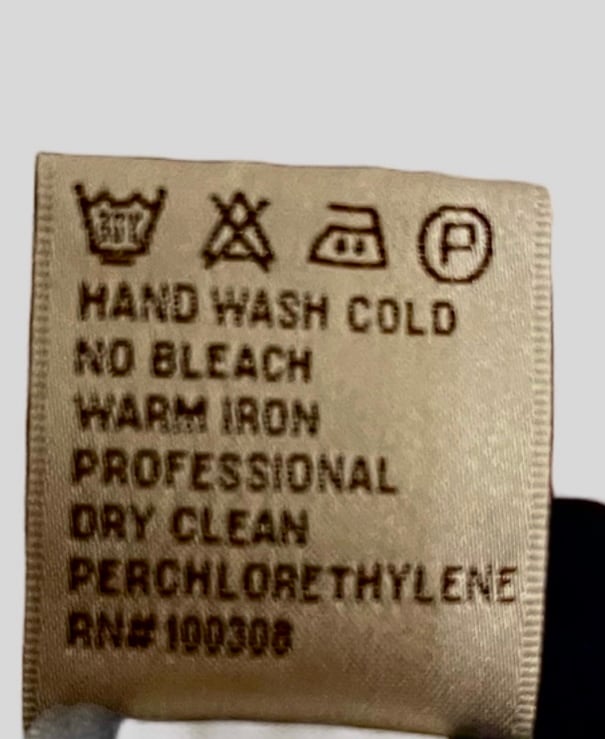 P
HAND WASH COLD
NO BLEACH
WARM IRON
PROFESSIONAL
DRY CLEAN
PERCHLORETHYLENE
RN# 100308